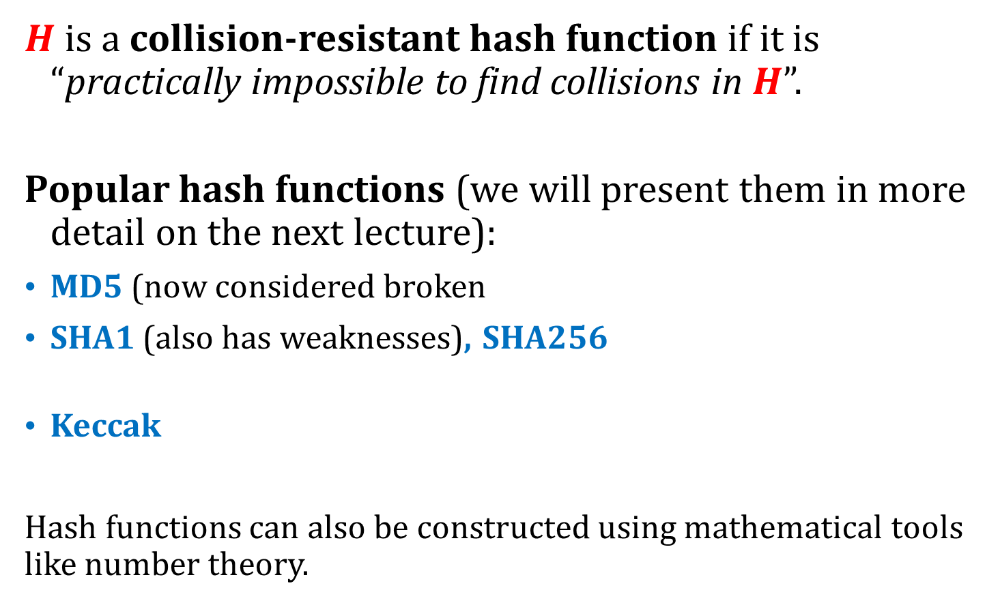 H is a collision-resistant hash function if it is
“practically impossible to find collisions in H”.
Popular hash functions (we will present them in more
detail on the next lecture):
• MD5 (now considered broken
• SHA1 (also has weaknesses), SHA256
• Keccak
Hash functions can also be constructed using mathematical tools
like number theory.